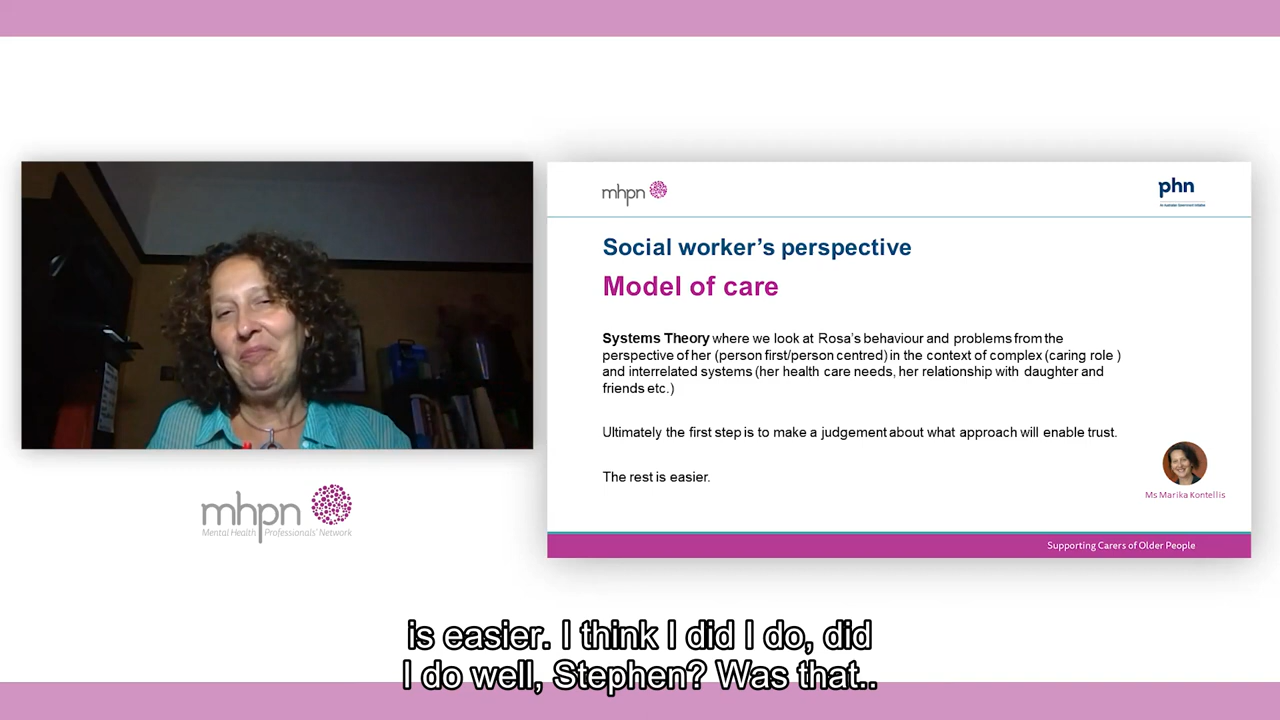 mhpn
Mental Health Professionals' Network
mhpn
phn
An Australian Government Initiative
Social worker's perspective
Model of care
Systems Theory where we look at Rosa's behaviour and problems from the
perspective of her (person first/person centred) in the context of complex (caring role )
and interrelated systems (her health care needs, her relationship with daughter and
friends etc.)
Ultimately the first step is to make a judgement about what approach will enable trust.
The rest is easier.
Ms Marika Kontellis
Supporting Carers of Older People
is easier. I think I did I do, did
I do well, Stephen? Was that..